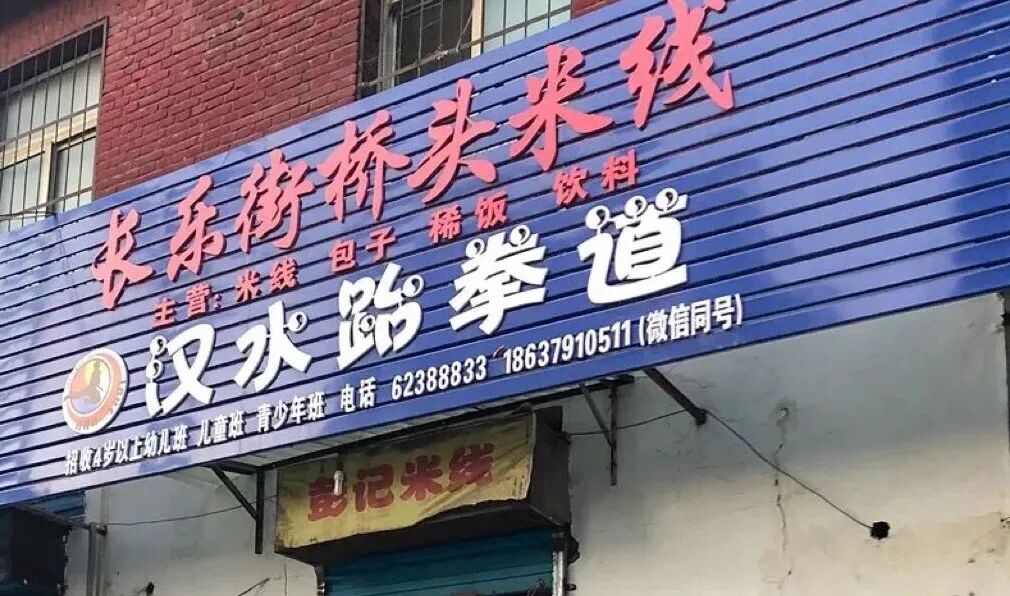 长乐街桥头米线
主营：米线 包子 稀饭 饮料
汉水跆拳道
招收4岁以上幼儿班 儿童班 青少年班 电话 62388833 18637910511(微信同号)
彭记米线